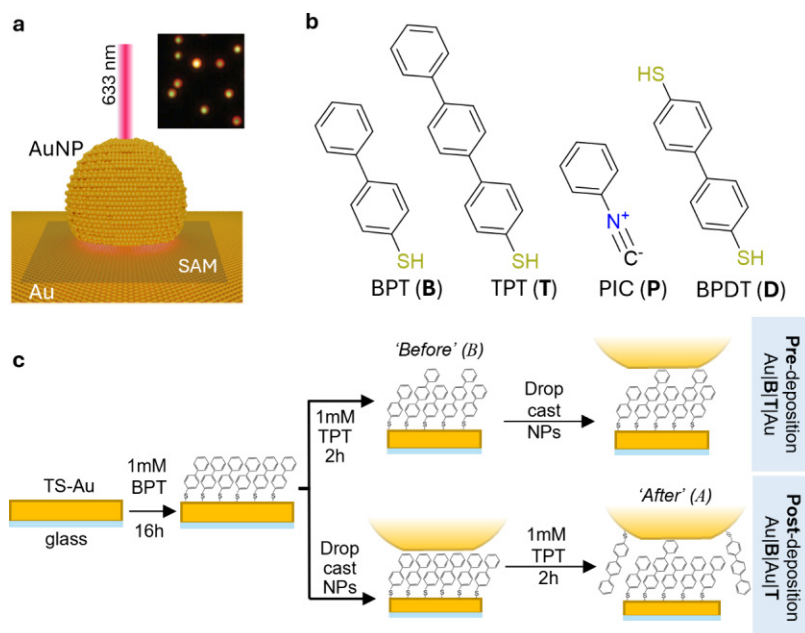 a
633 nm
AuNP
SAM
Au
b
SH
BPT (B)
SH
TPT (T)
N+
C-
PIC (P)
HS
SH
BPDT (D)
c
TS-Au
glass
1mM
BPT
16h
S S S S S S
1mM
TPT
2h
'Before' (B)
S S S S S
Drop
cast
NPs
S S S S S
Pre-deposition
Au|B|T|Au
Drop
cast
NPs
S S S S S S
1mM
TPT
2h
'After' (A)
S
S
S S S S S
Post-deposition
Au|B|Au|T